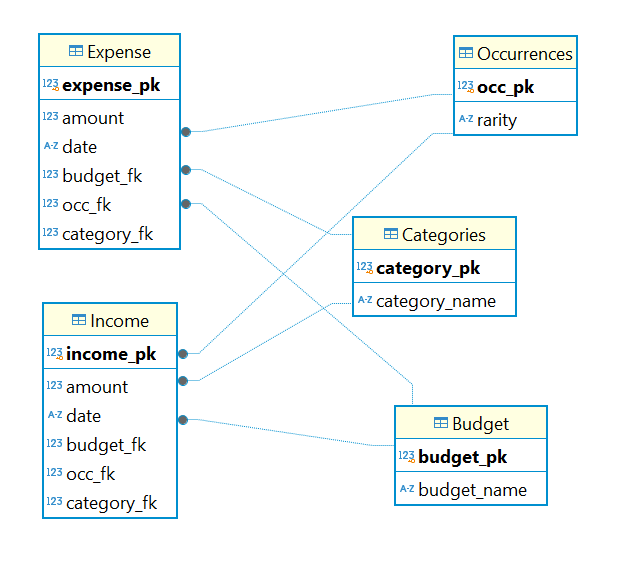 Expense
123 expense_pk
123 amount
A-Z date
123 budget_fk
123 occ_fk
123 category_fk
Occurrences
123 occ_pk
A-Z rarity
Categories
123 category_pk
A-Z category_name
Income
123 income_pk
123 amount
A-Z date
123 budget_fk
123 occ_fk
123 category_fk
Budget
123 budget_pk
A-Z budget_name